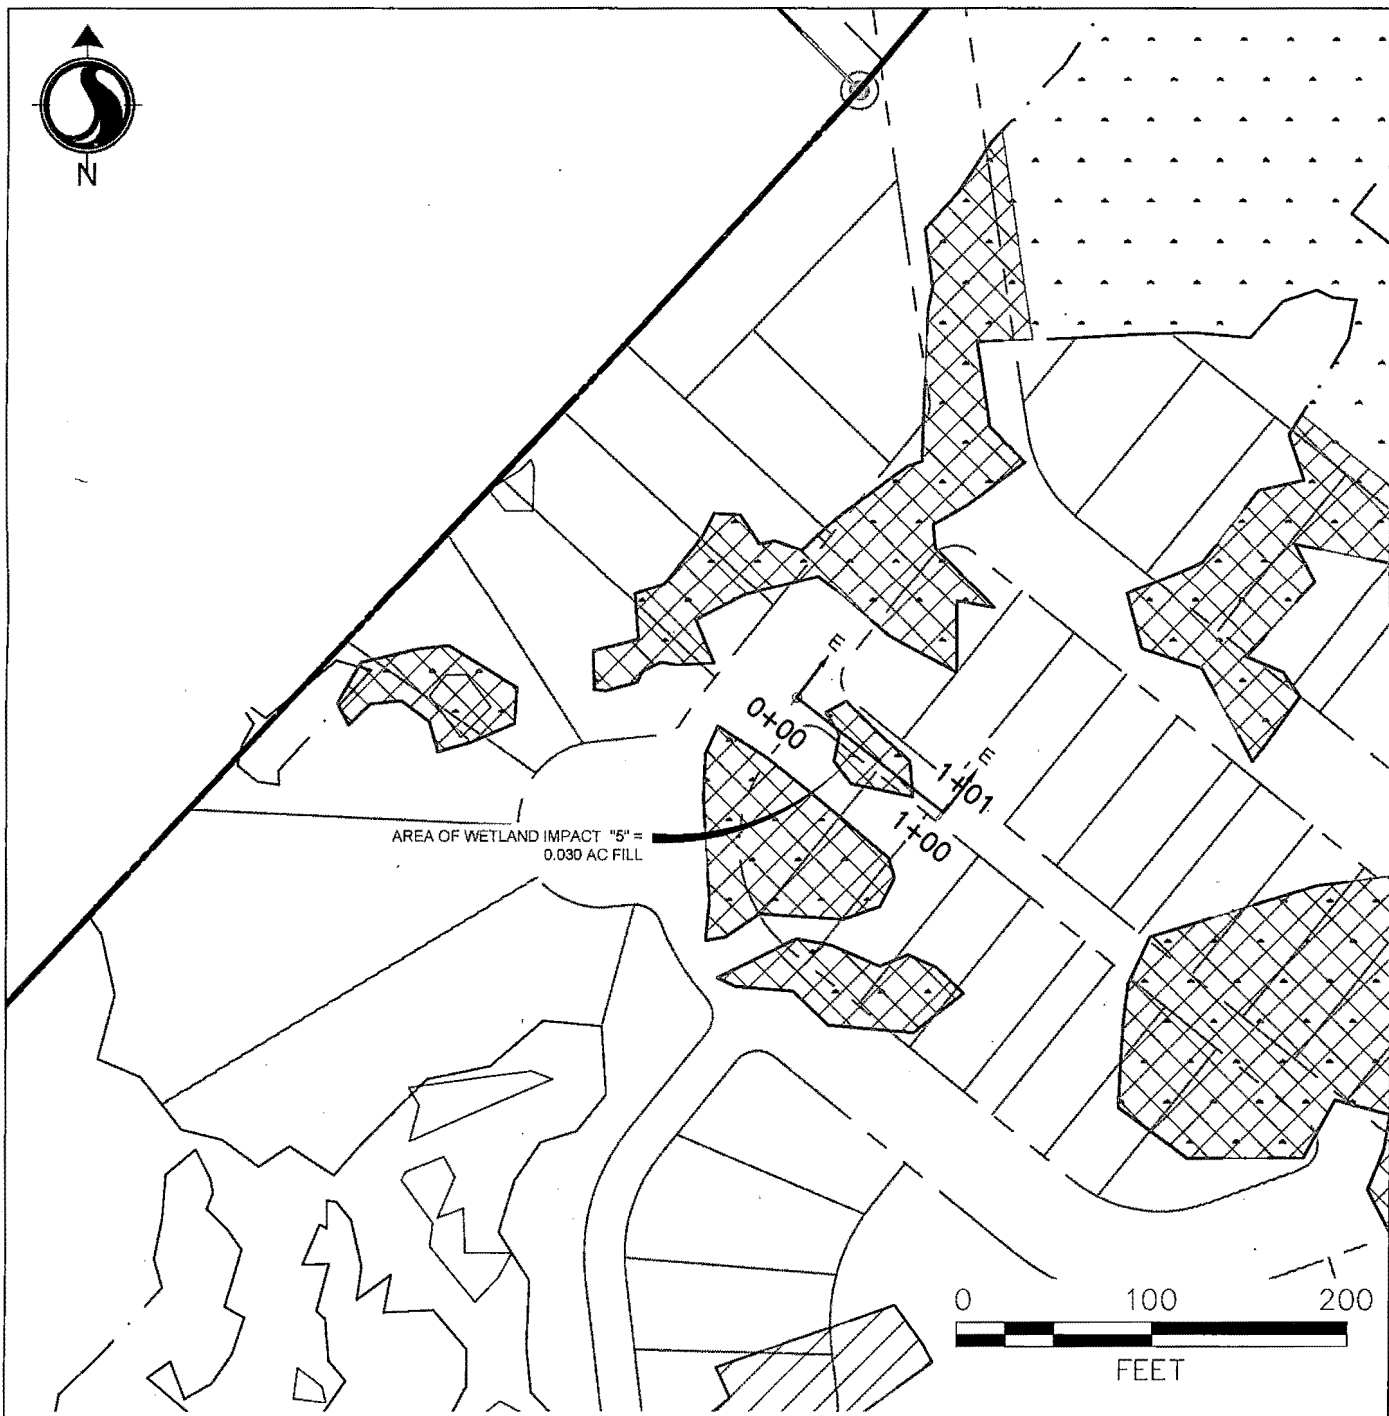 N
E
0+00
E
1+01
1+00
AREA OF WETLAND IMPACT "5" =
0.030 AC FILL
0 100 200
FEET